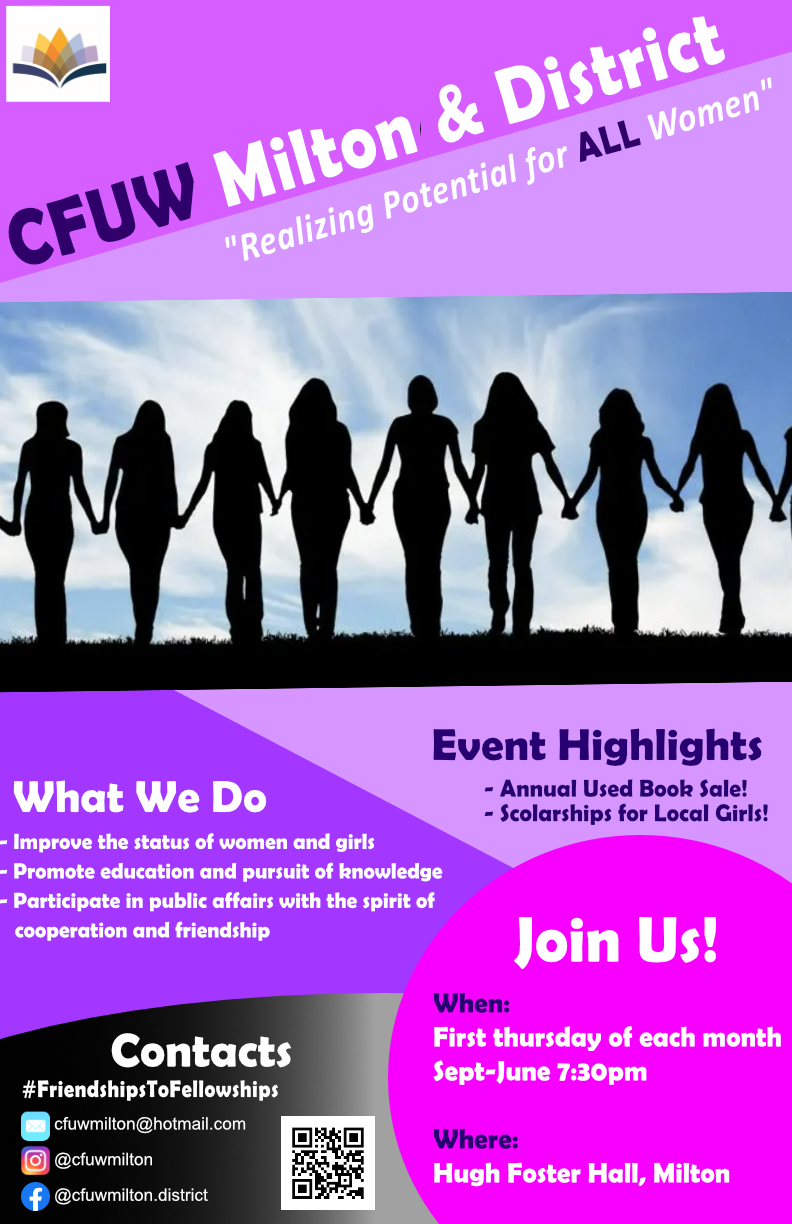 CFUW Milton & District
"Realizing Potential for ALL Women"
Event Highlights
- Annual Used Book Sale!
- Scolarships for Local Girls!
What We Do
- Improve the status of women and girls
- Promote education and pursuit of knowledge
- Participate in public affairs with the spirit of
cooperation and friendship
Join Us!
When:
First thursday of each month
Sept-June 7:30pm
Where:
Hugh Foster Hall, Milton
Contacts
#FriendshipsToFellowships
cfuwmilton@hotmail.com
@cfuwmilton
@cfuwmilton.district